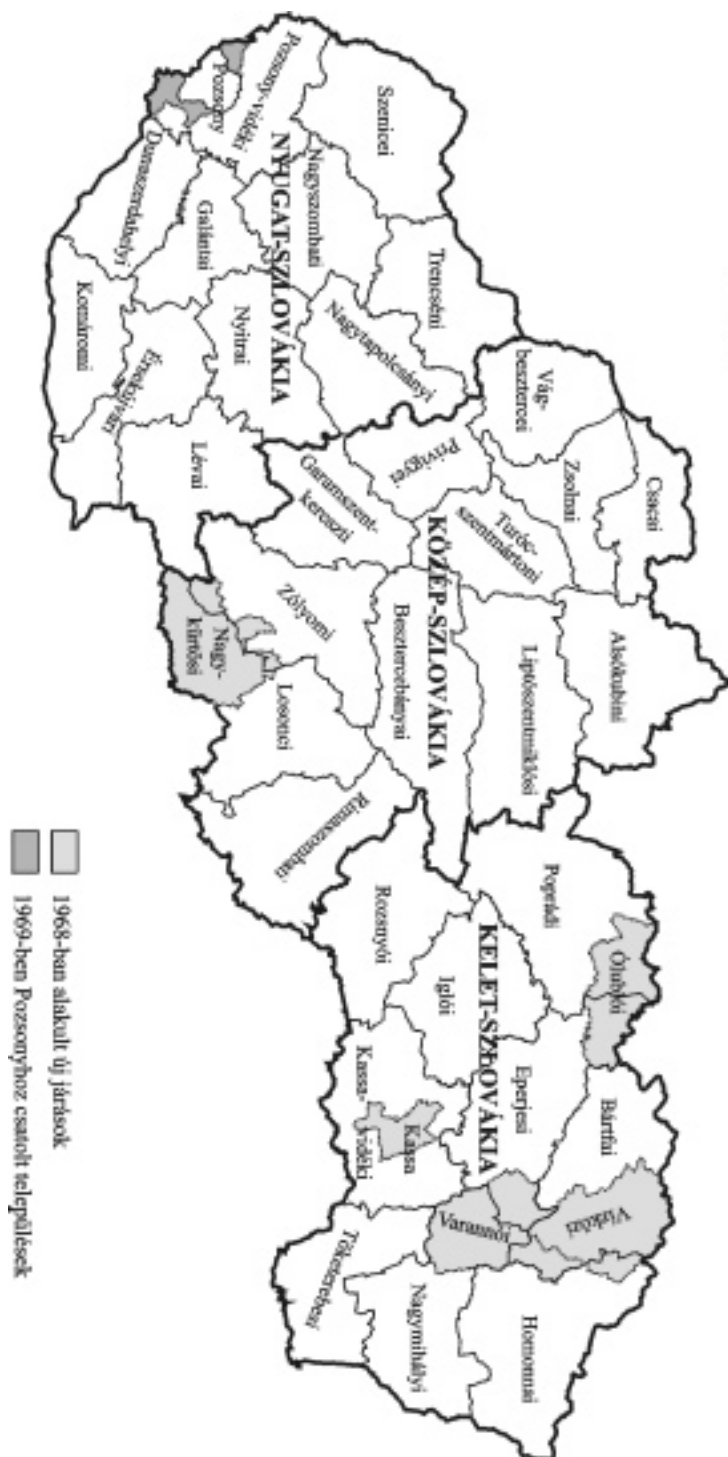 NYUGAT-SZLOVÁKIA
Pozsony-vidéki
Pozsony
Szenicei
Nagyszombati
Trencséni
Dunaszerdahelyi
Galántai
Nyitrai
Nagytapolcsányi
Komáromi
Érsekújvári
Lévai
KÖZÉP-SZLOVÁKIA
Vág-
besztercei
Csacai
Zsolnai
Privigyei
Turóc-
szentmártoni
Alsókubini
Garamszent-
kereszti
Liptószentmiklósi
Besztercebányai
Zólyomi
Nagy-
kürtösi
Losonci
Rimaszombati
KELET-SZLOVÁKIA
Poprádi
Ólublói
Rozsnyói
Iglói
Eperjesi
Bártfai
Kassa-
vidéki
Kassa
Varannói
Vízközi
Tőketerebesi
Nagymihályi
Homonnai
1968-ban alakult új járások
1969-ben Pozsonyhoz csatolt települések